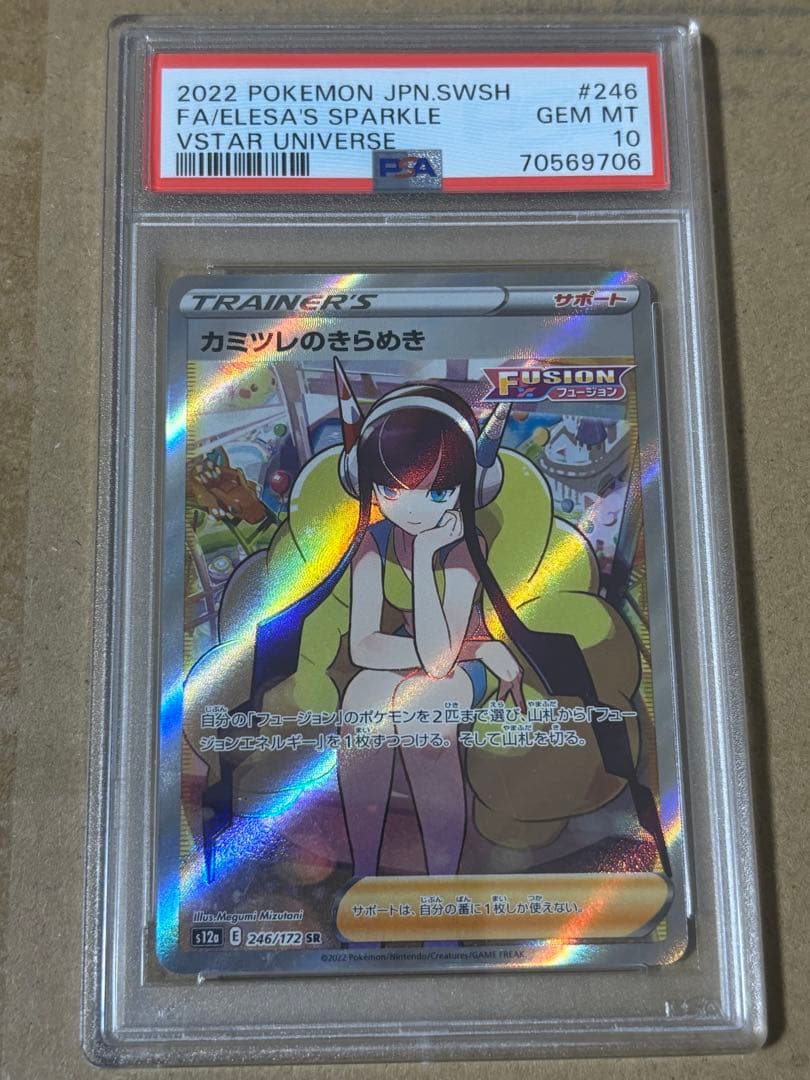 2022 POKEMON JPN.SWSH #246
FA/ELESA'S SPARKLE GEM MT
VSTAR UNIVERSE 10
PSA 70569706
TRAINER'S サポート
カミツレのきらめき
FUSION
フュージョン
自分の「フュージョン」のポケモンを2匹まで選び、山札から「フュー
ジョンエネルギー」を1枚ずつつける。そして山札を切る。
Illus.Megumi Mizutani
サポートは、自分の番に1枚しか使えない。
s12a E 246/172 SR
©2022 Pokémon/Nintendo/Creatures/GAME FREAK.